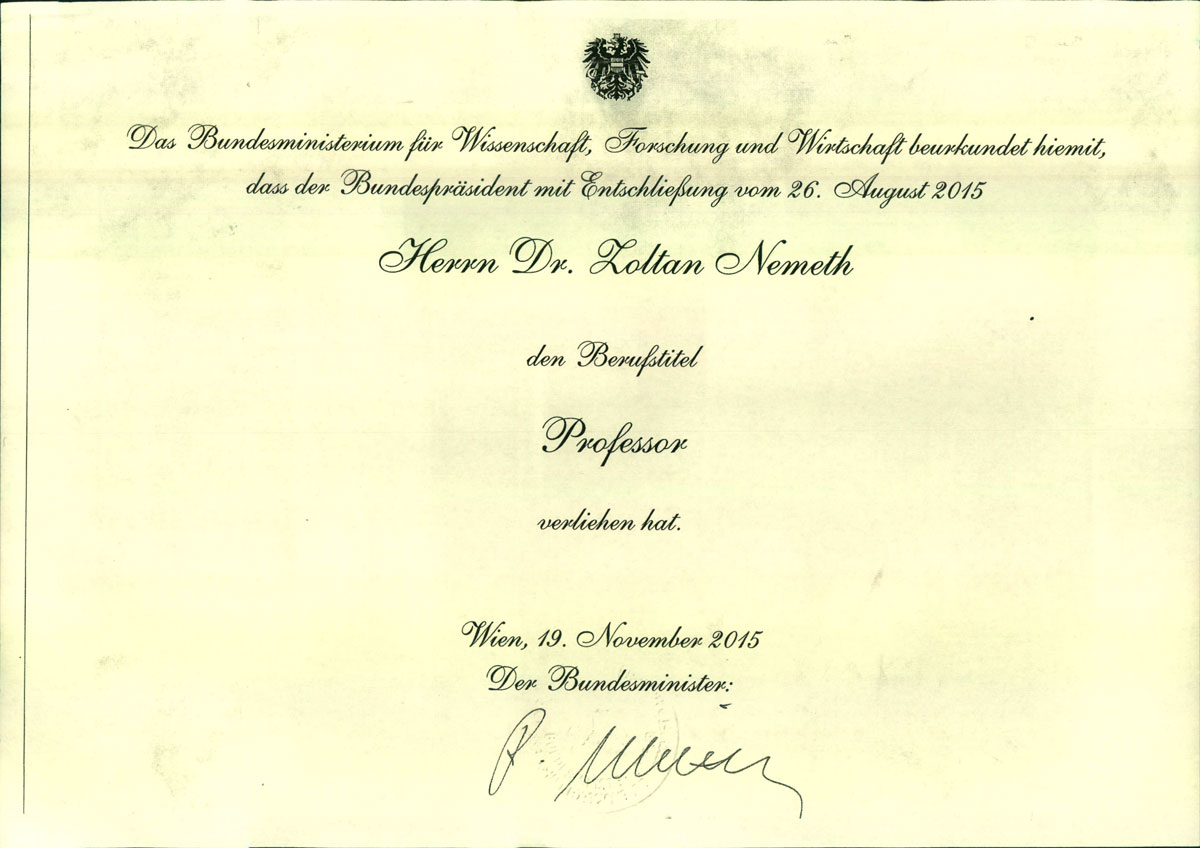 Das Bundesministerium für Wissenschaft, Forschung und Wirtschaft beurkundet hiemit,
dass der Bundespräsident mit Entschließung vom 26. August 2015
Herrn Dr. Zoltan Nemeth
den Berufstitel
Professor
verliehen hat.
Wien, 19. November 2015
Der Bundesminister: